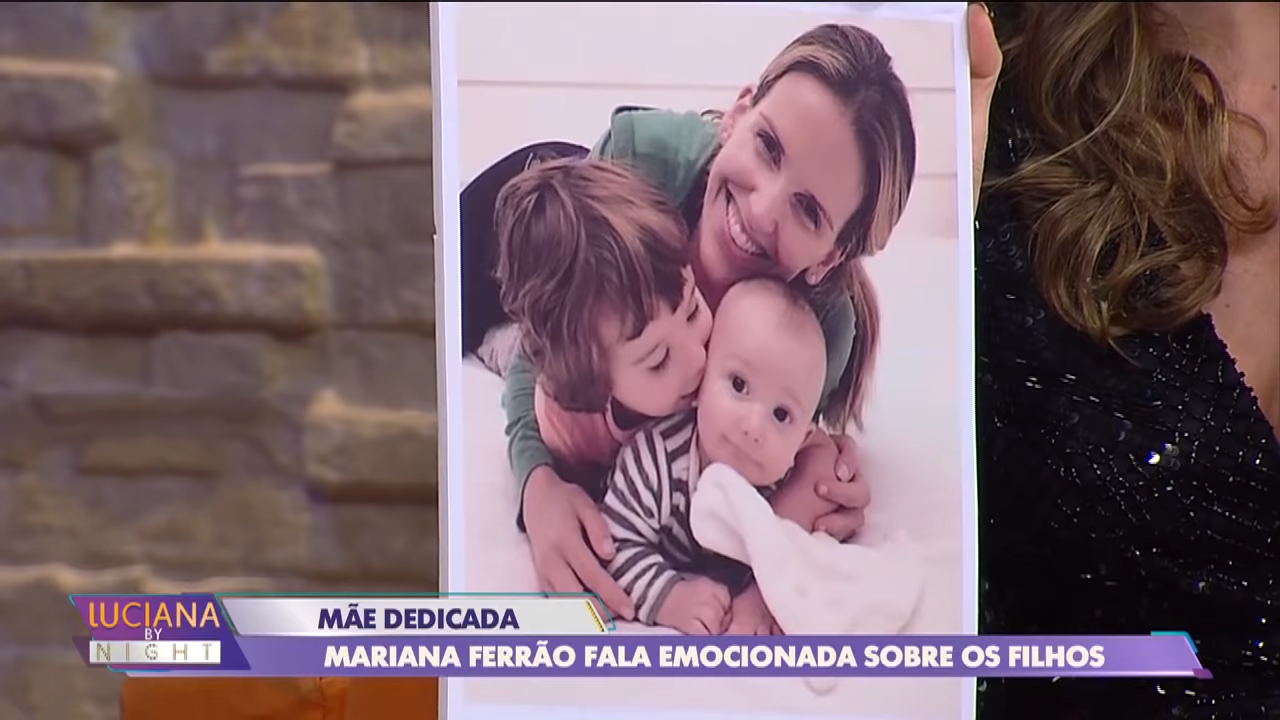 LUCIANA
BY
NIGHT
MÃE DEDICADA
MARIANA FERRÃO FALA EMOCIONADA SOBRE OS FILHOS